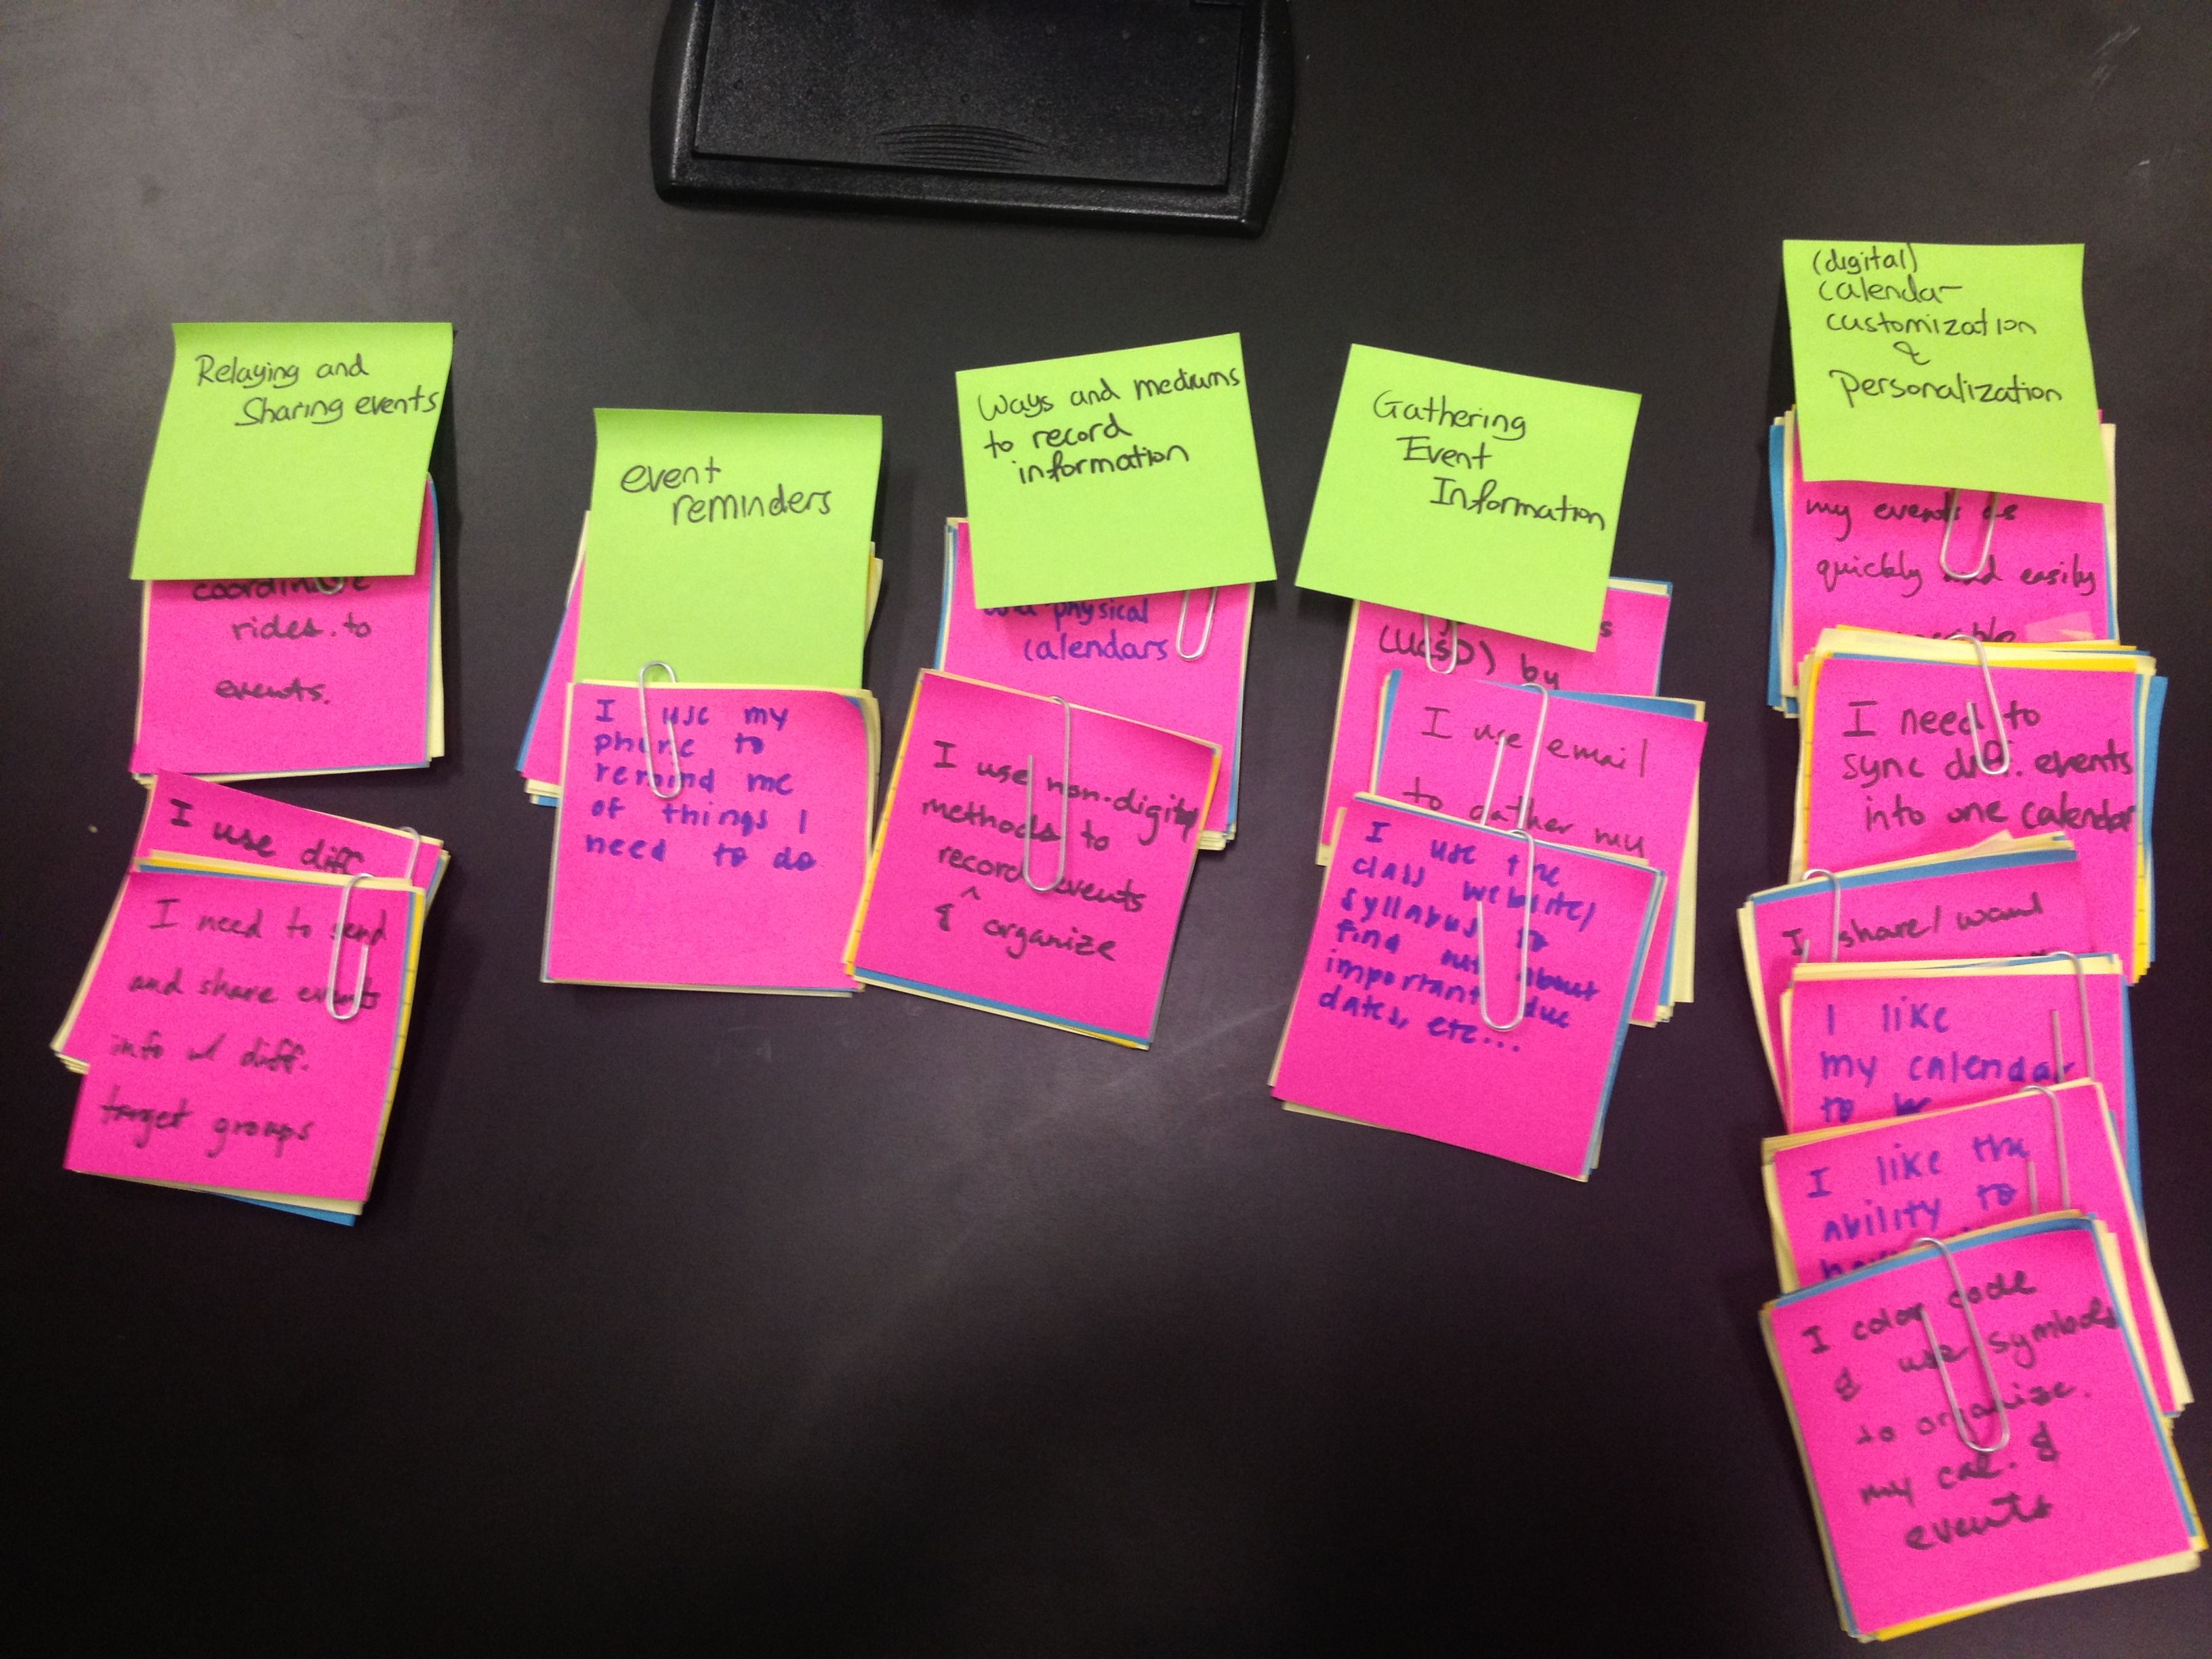 Relaying and
Sharing events
coordinate
rides to
events.
I use diff.
I need to send
and share events
info w/ diff.
target groups
event
reminders
I use my
phone to
remind me
of things I
need to do
Ways and mediums
to record
information
physical
calendars
I use non-digital
methods to
record events
& organize
Gathering
Event
Information
(UCSD) by
I use email
to gather my
I use the
class website/
syllabus to
find out about
important due
dates, etc...
(digital)
calendar
customization
&
personalization
my events as
quickly and easily
I need to
sync diff. events
into one calendar
I share/want
I like
my calendar
to be
I like the
ability to
I color code
& use symbols
to organize
my cal. &
events